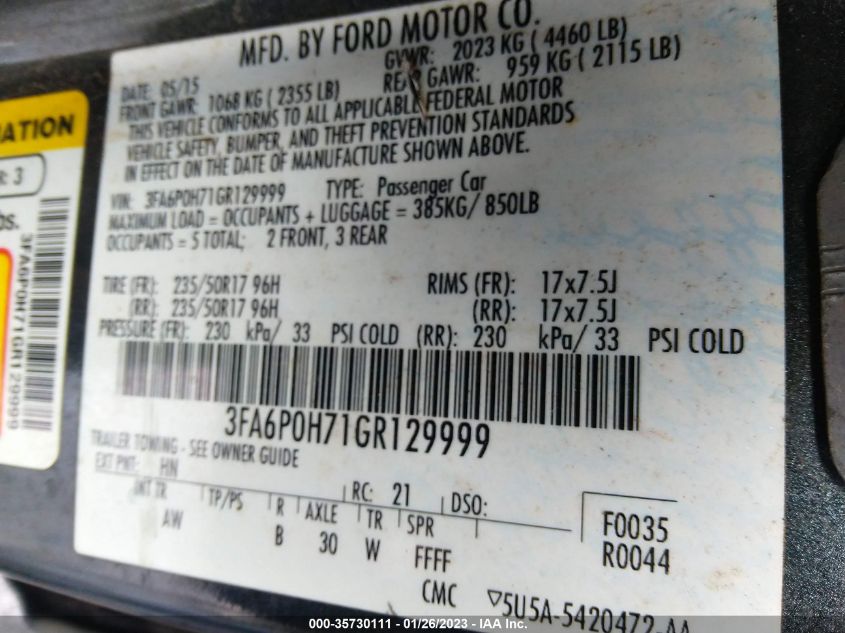 MFD. BY FORD MOTOR CO.
DATE: 05/15 GVWR: 2023 KG ( 4460 LB)
FRONT GAWR: 1068 KG ( 2355 LB) REAR GAWR: 959 KG ( 2115 LB)
THIS VEHICLE CONFORMS TO ALL APPLICABLE FEDERAL MOTOR
VEHICLE SAFETY, BUMPER, AND THEFT PREVENTION STANDARDS
IN EFFECT ON THE DATE OF MANUFACTURE SHOWN ABOVE.
VIN: 3FA6P0H71GR129999 TYPE: Passenger Car
MAXIMUM LOAD = OCCUPANTS + LUGGAGE = 385KG/ 850LB
OCCUPANTS = 5 TOTAL; 2 FRONT, 3 REAR
TIRE (FR): 235/50R17 96H RIMS (FR): 17x7.5J
(RR): 235/50R17 96H (RR): 17x7.5J
PRESSURE (FR): 230 kPa/ 33 PSI COLD (RR): 230 kPa/ 33 PSI COLD
3FA6P0H71GR129999
TRAILER TOWING - SEE OWNER GUIDE
EXT PNT: HN RC: 21 DSO:
INT TR TP/PS R AXLE TR SPR F0035
AW B 30 W FFFF R0044
CMC ▽5U5A-5420472-AA
3
3FA6P0H71GR129999
000-35730111 - 01/26/2023 - IAA Inc.